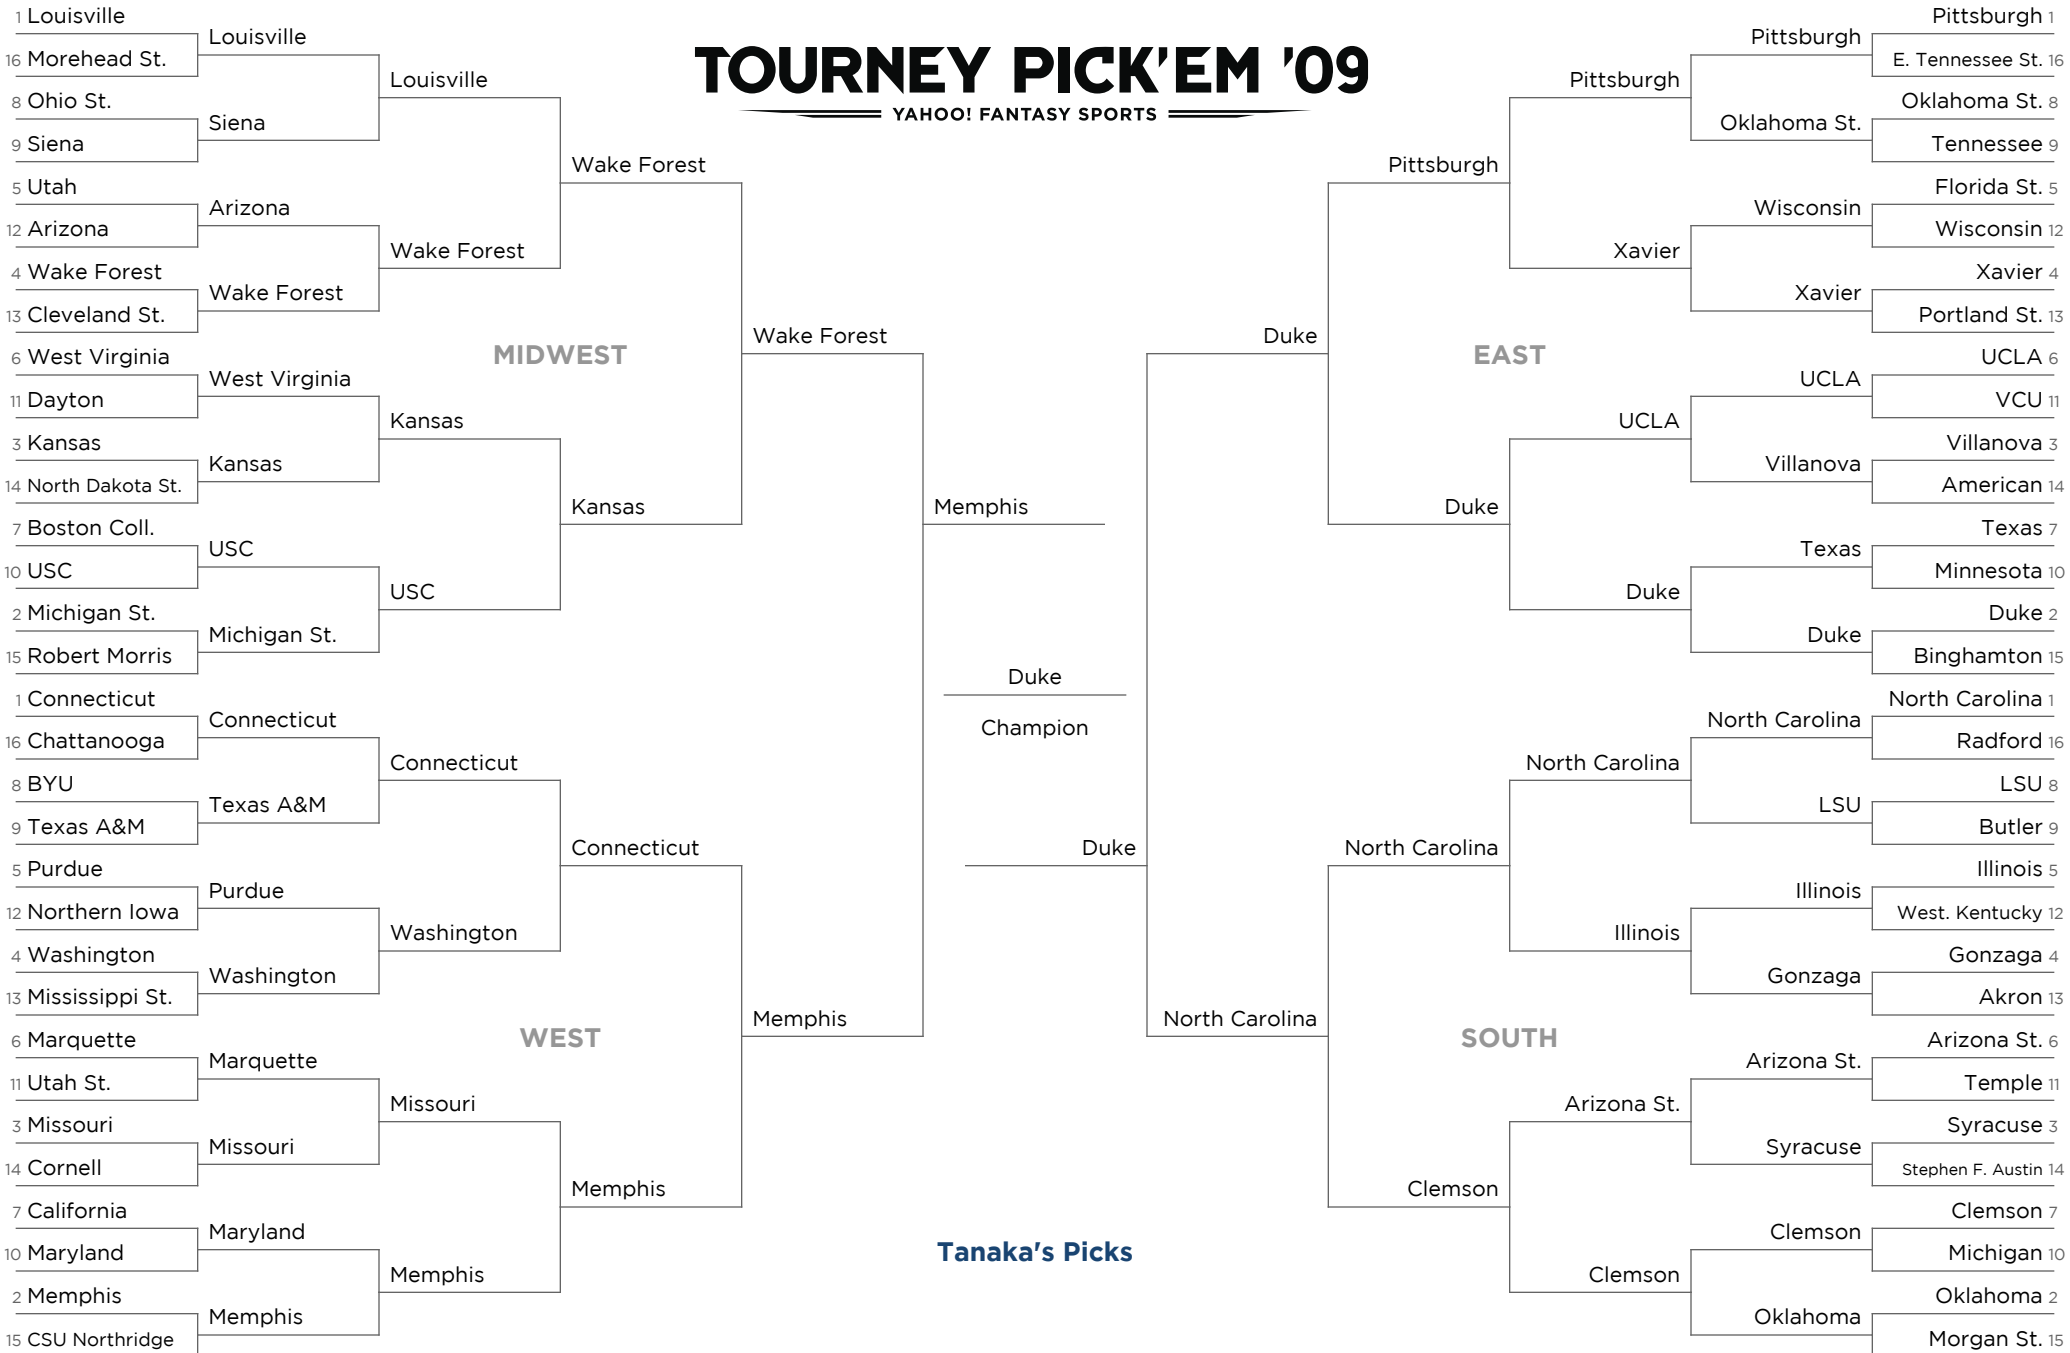 TOURNEY PICK'EM '09
YAHOO! FANTASY SPORTS
1 Louisville
16 Morehead St.
8 Ohio St.
9 Siena
5 Utah
12 Arizona
4 Wake Forest
13 Cleveland St.
6 West Virginia
11 Dayton
3 Kansas
14 North Dakota St.
7 Boston Coll.
10 USC
2 Michigan St.
15 Robert Morris
1 Connecticut
16 Chattanooga
8 BYU
9 Texas A&M
5 Purdue
12 Northern Iowa
4 Washington
13 Mississippi St.
6 Marquette
11 Utah St.
3 Missouri
14 Cornell
7 California
10 Maryland
2 Memphis
15 CSU Northridge
Louisville
Siena
Arizona
Wake Forest
West Virginia
Kansas
USC
Michigan St.
Connecticut
Texas A&M
Purdue
Washington
Marquette
Missouri
Maryland
Memphis
Louisville
Wake Forest
Kansas
USC
Connecticut
Washington
Missouri
Memphis
Wake Forest
MIDWEST
Kansas
Connecticut
WEST
Memphis
Wake Forest
Memphis
Memphis
Duke
Champion
Duke
Tanaka's Picks
Duke
North Carolina
Pittsburgh
EAST
Duke
North Carolina
SOUTH
Clemson
Pittsburgh
Xavier
UCLA
Duke
North Carolina
Illinois
Arizona St.
Clemson
Pittsburgh
Oklahoma St.
Wisconsin
Xavier
UCLA
Villanova
Texas
Duke
North Carolina
LSU
Illinois
Gonzaga
Arizona St.
Syracuse
Clemson
Oklahoma
Pittsburgh 1
E. Tennessee St. 16
Oklahoma St. 8
Tennessee 9
Florida St. 5
Wisconsin 12
Xavier 4
Portland St. 13
UCLA 6
VCU 11
Villanova 3
American 14
Texas 7
Minnesota 10
Duke 2
Binghamton 15
North Carolina 1
Radford 16
LSU 8
Butler 9
Illinois 5
West. Kentucky 12
Gonzaga 4
Akron 13
Arizona St. 6
Temple 11
Syracuse 3
Stephen F. Austin 14
Clemson 7
Michigan 10
Oklahoma 2
Morgan St. 15